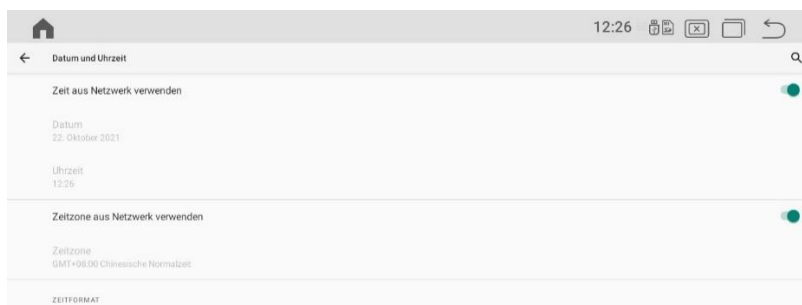 12:26
Datum und Uhrzeit
Zeit aus Netzwerk verwenden
Datum
22. Oktober 2021
Uhrzeit
12:26
Zeitzone aus Netzwerk verwenden
Zeitzone
GMT+08:00 Chinesische Normalzeit
ZEITFORMAT